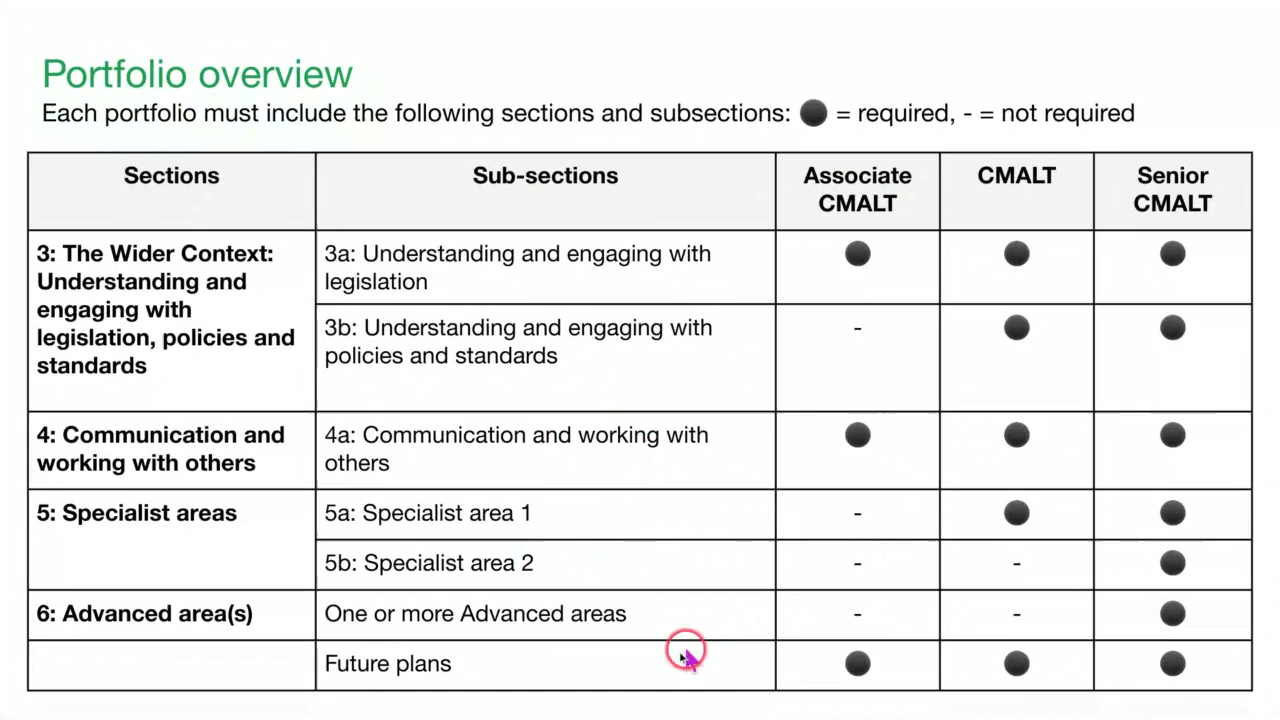 Portfolio overview
Each portfolio must include the following sections and subsections: ⚫ = required, - = not required
Sections Sub-sections Associate CMALT CMALT Senior CMALT
3: The Wider Context:
Understanding and
engaging with
legislation, policies and
standards
3a: Understanding and engaging with
legislation
⚫ ⚫ ⚫
3b: Understanding and engaging with
policies and standards
- ⚫ ⚫
4: Communication and
working with others
4a: Communication and working with
others
⚫ ⚫ ⚫
5: Specialist areas
5a: Specialist area 1 - ⚫ ⚫
5b: Specialist area 2 - - ⚫
6: Advanced area(s) One or more Advanced areas - - ⚫
Future plans ⚫ ⚫ ⚫